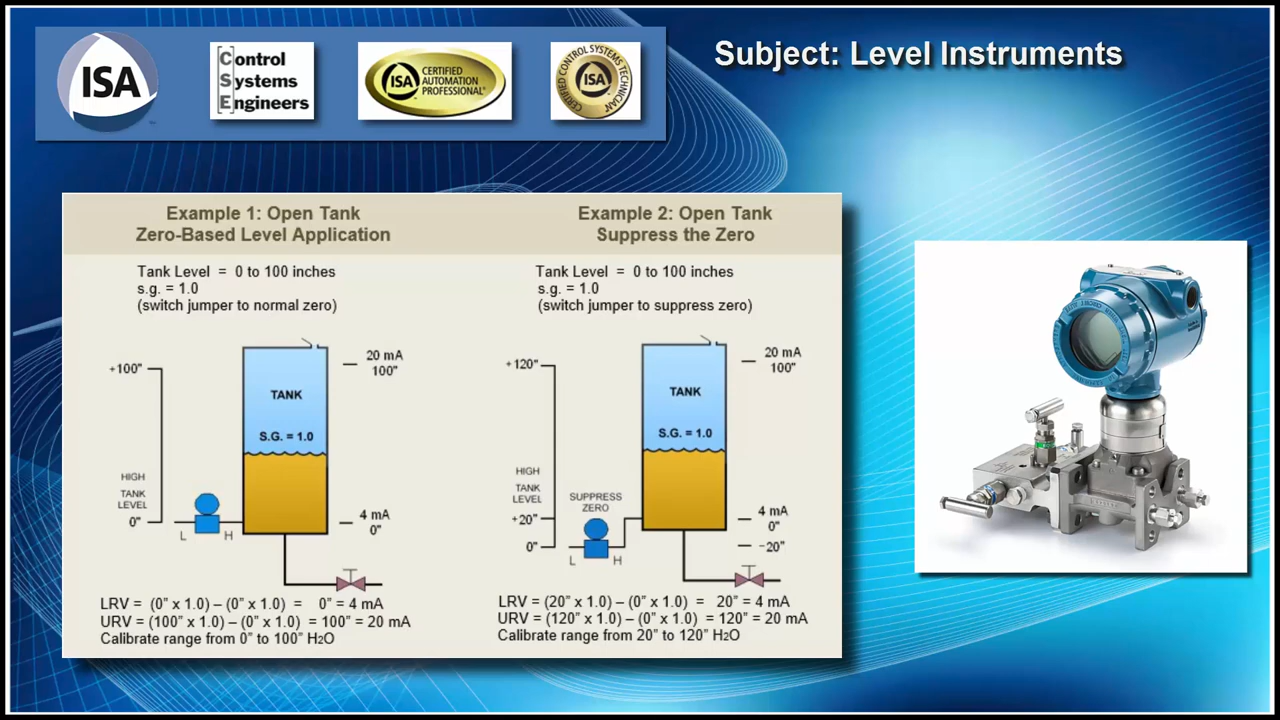 ISA
Control
Systems
Engineers
ISA CERTIFIED
AUTOMATION
PROFESSIONAL®
CERTIFIED CONTROL SYSTEMS TECHNICIAN
ISA
Subject: Level Instruments
Example 1: Open Tank
Zero-Based Level Application
Tank Level = 0 to 100 inches
s.g. = 1.0
(switch jumper to normal zero)
+100"
20 mA
100"
TANK
S.G. = 1.0
HIGH
TANK
LEVEL
0"
L
H
4 mA
0"
LRV = (0" x 1.0) – (0" x 1.0) = 0" = 4 mA
URV = (100" x 1.0) – (0" x 1.0) = 100" = 20 mA
Calibrate range from 0" to 100" H2O
Example 2: Open Tank
Suppress the Zero
Tank Level = 0 to 100 inches
s.g. = 1.0
(switch jumper to suppress zero)
+120"
20 mA
100"
TANK
S.G. = 1.0
HIGH
TANK
LEVEL
+20"
0"
SUPPRESS
ZERO
L
H
4 mA
0"
–20"
LRV = (20" x 1.0) – (0" x 1.0) = 20" = 4 mA
URV = (120" x 1.0) – (0" x 1.0) = 120" = 20 mA
Calibrate range from 20" to 120" H2O